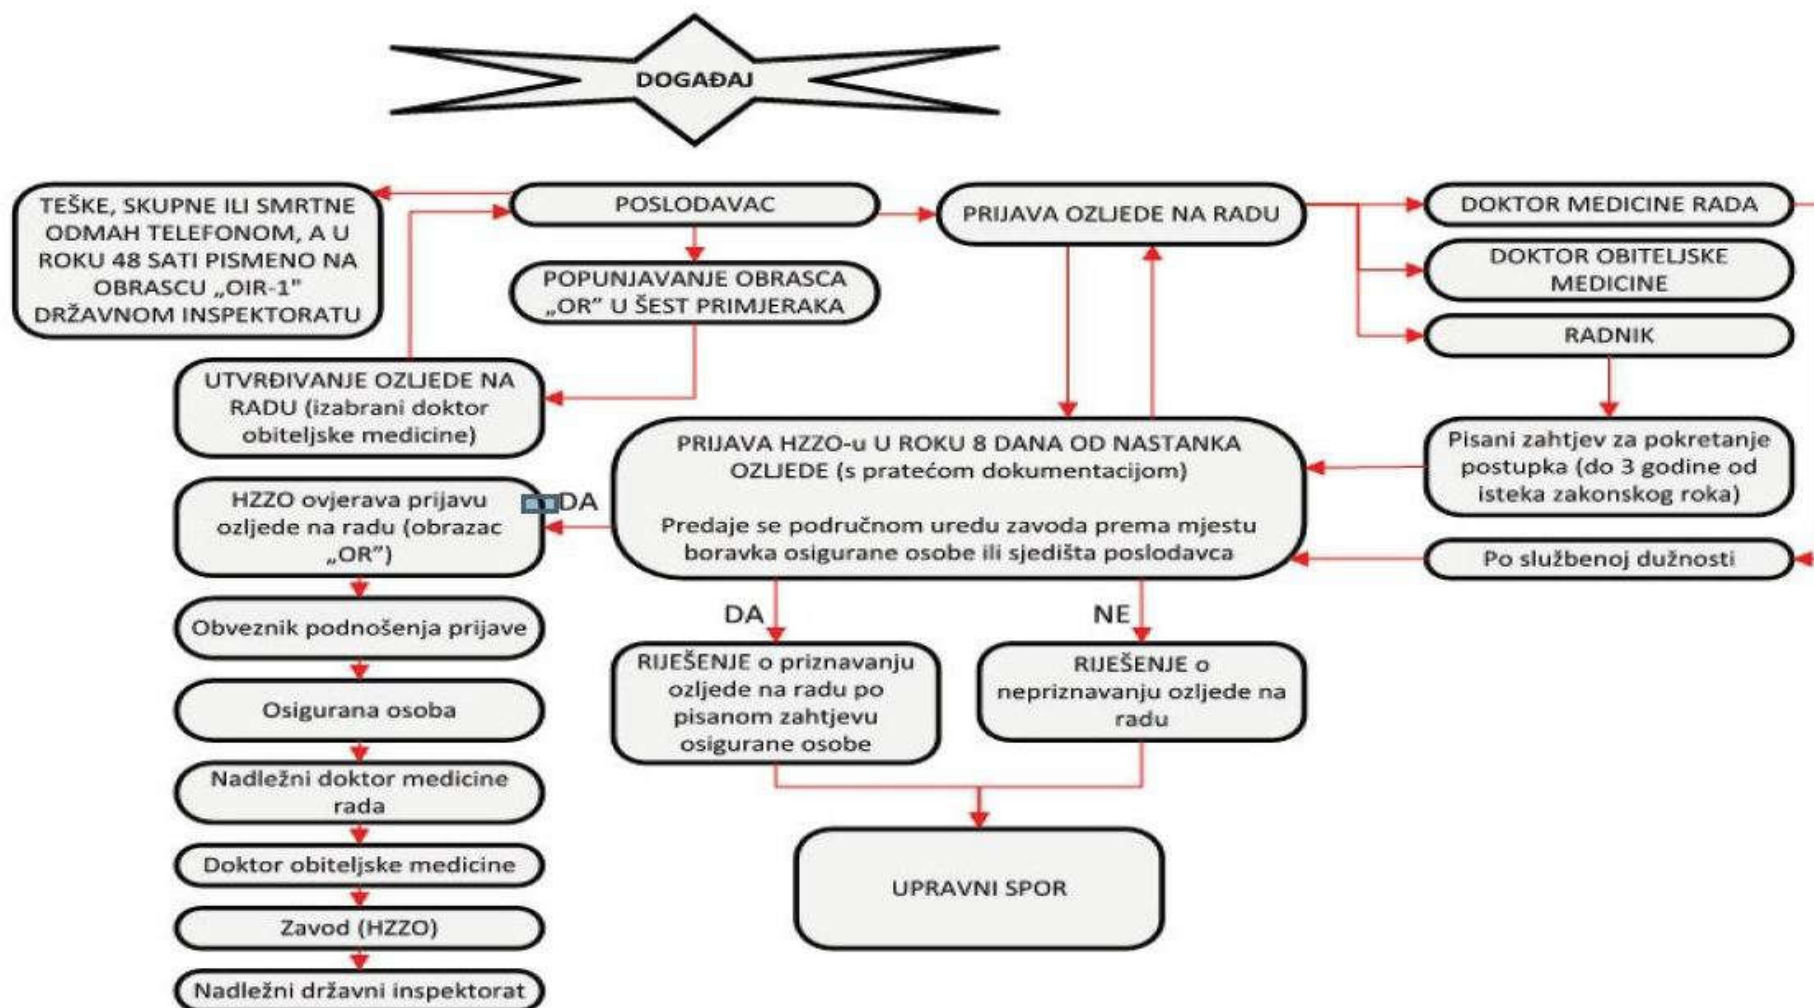 DOGAĐAJ
TEŠKE, SKUPNE ILI SMRTNE
ODMAH TELEFONOM, A U
ROKU 48 SATI PISMENO NA
OBRASCU „OIR-1"
DRŽAVNOM INSPEKTORATU
POSLODAVAC
POPUNJAVANJE OBRASCA
„OR” U ŠEST PRIMJERAKA
PRIJAVA OZLJEDE NA RADU
DOKTOR MEDICINE RADA
DOKTOR OBITELJSKE
MEDICINE
RADNIK
UTVRĐIVANJE OZLJEDE NA
RADU (izabrani doktor
obiteljske medicine)
PRIJAVA HZZO-u U ROKU 8 DANA OD NASTANKA
OZLJEDE (s pratećom dokumentacijom)
Predaje se područnom uredu zavoda prema mjestu
boravka osigurane osobe ili sjedišta poslodavca
Pisani zahtjev za pokretanje
postupka (do 3 godine od
isteka zakonskog roka)
Po službenoj dužnosti
DA
HZZO ovjerava prijavu
ozljede na radu (obrazac
„OR”)
Obveznik podnošenja prijave
Osigurana osoba
Nadležni doktor medicine
rada
Doktor obiteljske medicine
Zavod (HZZO)
Nadležni državni inspektorat
DA
NE
RIJEŠENJE o priznavanju
ozljede na radu po
pisanom zahtjevu
osigurane osobe
RIJEŠENJE o
nepriznavanju ozljede na
radu
UPRAVNI SPOR